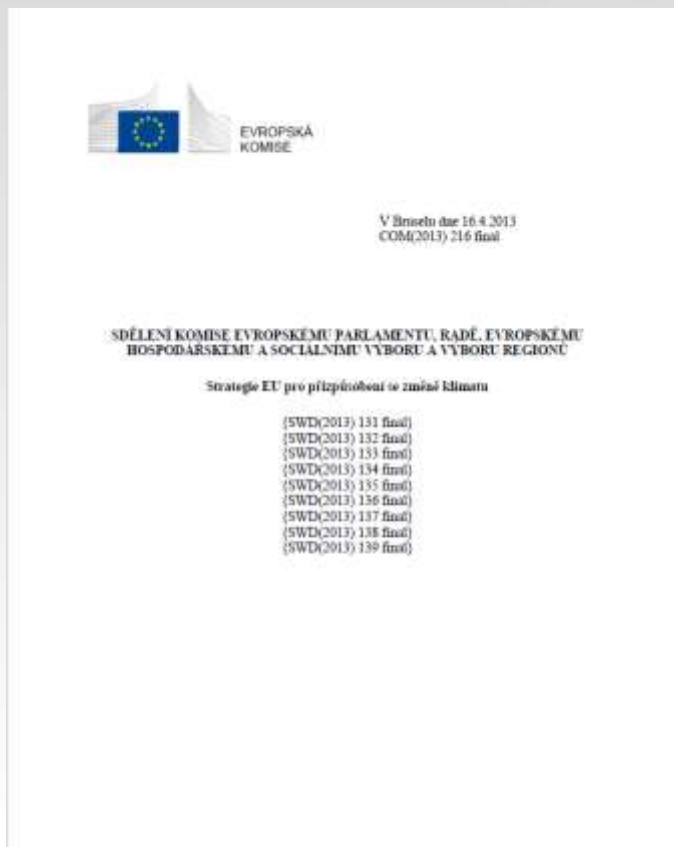 EVROPSKÁ
KOMISE
V Bruselu dne 16.4.2013
COM(2013) 216 final
SDĚLENÍ KOMISE EVROPSKÉMU PARLAMENTU, RADĚ, EVROPSKÉMU
HOSPODÁŘSKÉMU A SOCIÁLNÍMU VÝBORU A VÝBORU REGIONŮ
Strategie EU pro přizpůsobení se změně klimatu
{SWD(2013) 131 final}
{SWD(2013) 132 final}
{SWD(2013) 133 final}
{SWD(2013) 134 final}
{SWD(2013) 135 final}
{SWD(2013) 136 final}
{SWD(2013) 137 final}
{SWD(2013) 138 final}
{SWD(2013) 139 final}